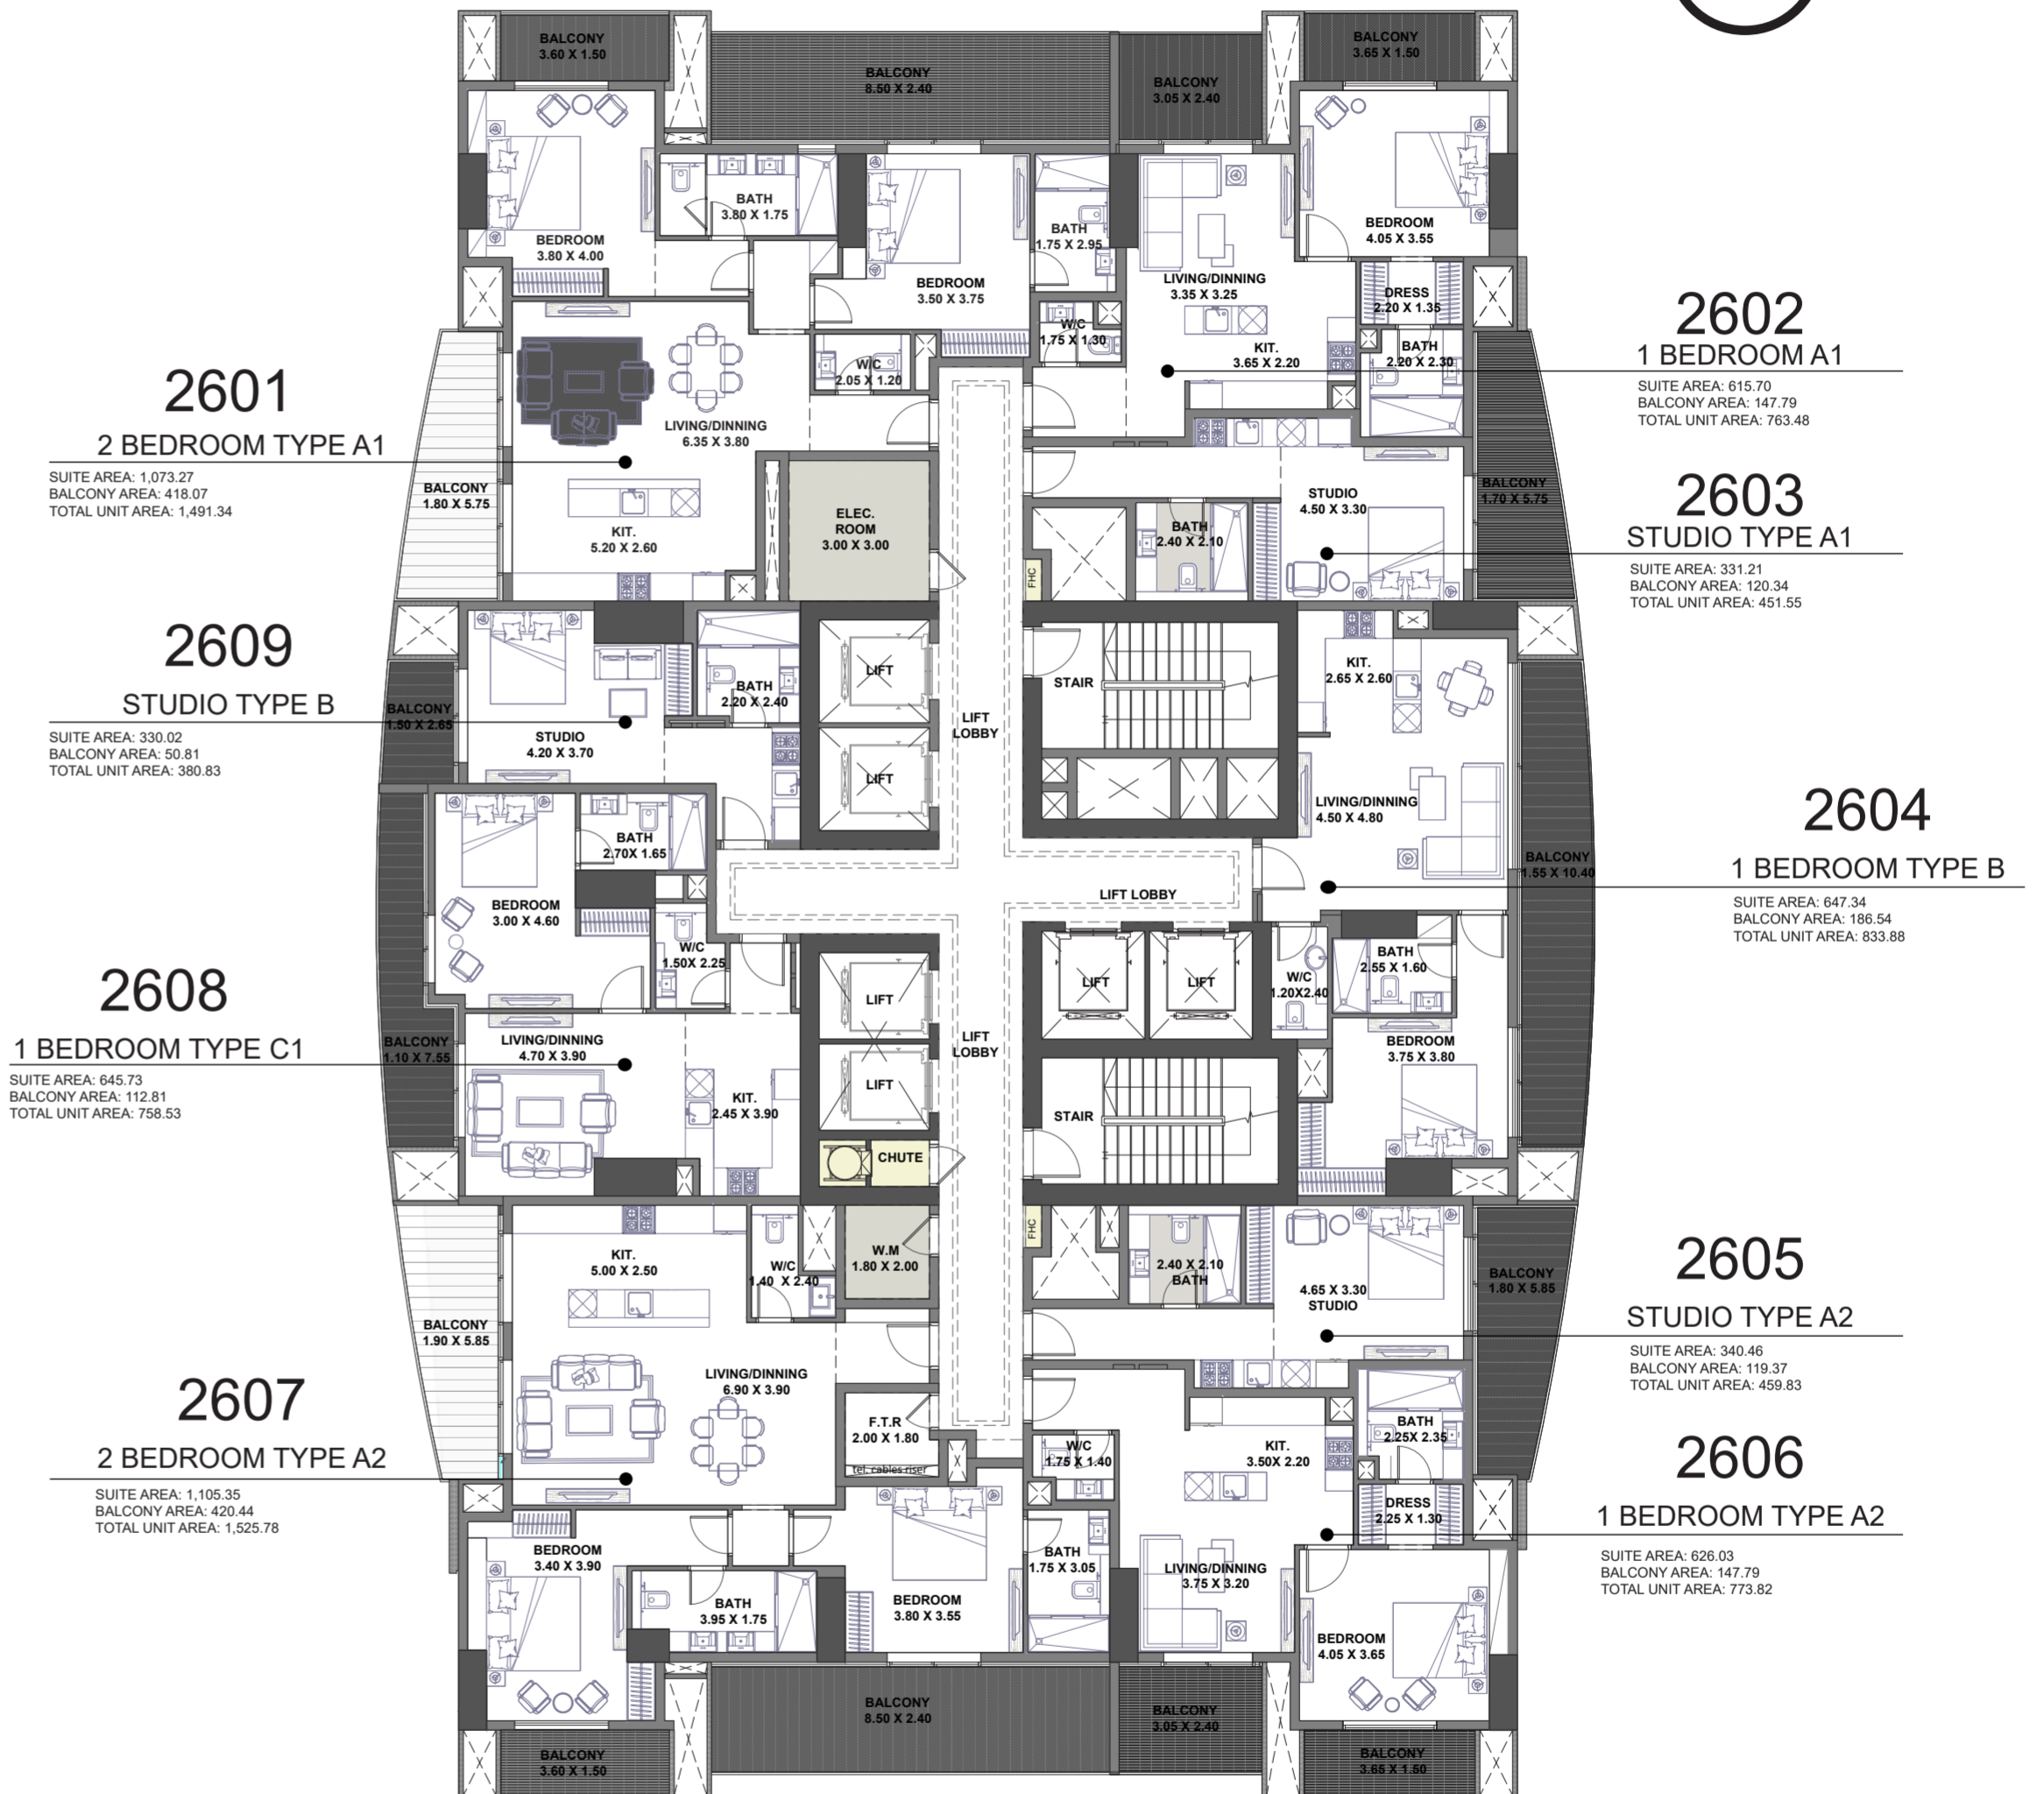 BALCONY
3.60 X 1.50
BALCONY
8.50 X 2.40
BALCONY
3.05 X 2.40
BALCONY
3.65 X 1.50
BATH
3.80 X 1.75
BEDROOM
3.80 X 4.00
BEDROOM
3.50 X 3.75
BATH
1.75 X 2.95
LIVING/DINNING
3.35 X 3.25
BEDROOM
4.05 X 3.55
DRESS
2.20 X 1.35
W/C
1.75 X 1.30
KIT.
3.65 X 2.20
BATH
2.20 X 2.30
2602
1 BEDROOM A1
SUITE AREA: 615.70
BALCONY AREA: 147.79
TOTAL UNIT AREA: 763.48
2601
2 BEDROOM TYPE A1
SUITE AREA: 1,073.27
BALCONY AREA: 418.07
TOTAL UNIT AREA: 1,491.34
W/C
2.05 X 1.20
LIVING/DINNING
6.35 X 3.80
BALCONY
1.80 X 5.75
KIT.
5.20 X 2.60
ELEC.
ROOM
3.00 X 3.00
FHC
BATH
2.40 X 2.10
STUDIO
4.50 X 3.30
BALCONY
1.70 X 5.75
2603
STUDIO TYPE A1
SUITE AREA: 331.21
BALCONY AREA: 120.34
TOTAL UNIT AREA: 451.55
2609
STUDIO TYPE B
SUITE AREA: 330.02
BALCONY AREA: 50.81
TOTAL UNIT AREA: 380.83
BALCONY
1.50 X 2.65
STUDIO
4.20 X 3.70
BATH
2.20 X 2.40
LIFT
LIFT
LIFT
LOBBY
STAIR
KIT.
2.65 X 2.60
LIVING/DINNING
4.50 X 4.80
BALCONY
1.55 X 10.40
2604
1 BEDROOM TYPE B
SUITE AREA: 647.34
BALCONY AREA: 186.54
TOTAL UNIT AREA: 833.88
BATH
2.70X 1.65
BEDROOM
3.00 X 4.60
W/C
1.50X 2.25
LIFT LOBBY
LIFT
LIFT
W/C
1.20X2.40
BATH
2.55 X 1.60
BEDROOM
3.75 X 3.80
2608
1 BEDROOM TYPE C1
SUITE AREA: 645.73
BALCONY AREA: 112.81
TOTAL UNIT AREA: 758.53
BALCONY
1.10 X 7.55
LIVING/DINNING
4.70 X 3.90
KIT.
2.45 X 3.90
LIFT
LIFT
LIFT
LOBBY
STAIR
CHUTE
FHC
KIT.
5.00 X 2.50
W/C
1.40 X 2.40
W.M
1.80 X 2.00
2.40 X 2.10
BATH
4.65 X 3.30
STUDIO
BALCONY
1.80 X 5.85
2605
STUDIO TYPE A2
SUITE AREA: 340.46
BALCONY AREA: 119.37
TOTAL UNIT AREA: 459.83
BALCONY
1.90 X 5.85
LIVING/DINNING
6.90 X 3.90
F.T.R
2.00 X 1.80
tel. cables riser
2607
2 BEDROOM TYPE A2
SUITE AREA: 1,105.35
BALCONY AREA: 420.44
TOTAL UNIT AREA: 1,525.78
W/C
1.75 X 1.40
KIT.
3.50X 2.20
BATH
2.25X 2.35
DRESS
2.25 X 1.30
2606
1 BEDROOM TYPE A2
SUITE AREA: 626.03
BALCONY AREA: 147.79
TOTAL UNIT AREA: 773.82
BEDROOM
3.40 X 3.90
BATH
3.95 X 1.75
BEDROOM
3.80 X 3.55
BATH
1.75 X 3.05
LIVING/DINNING
3.75 X 3.20
BEDROOM
4.05 X 3.65
BALCONY
3.60 X 1.50
BALCONY
8.50 X 2.40
BALCONY
3.05 X 2.40
BALCONY
3.65 X 1.50